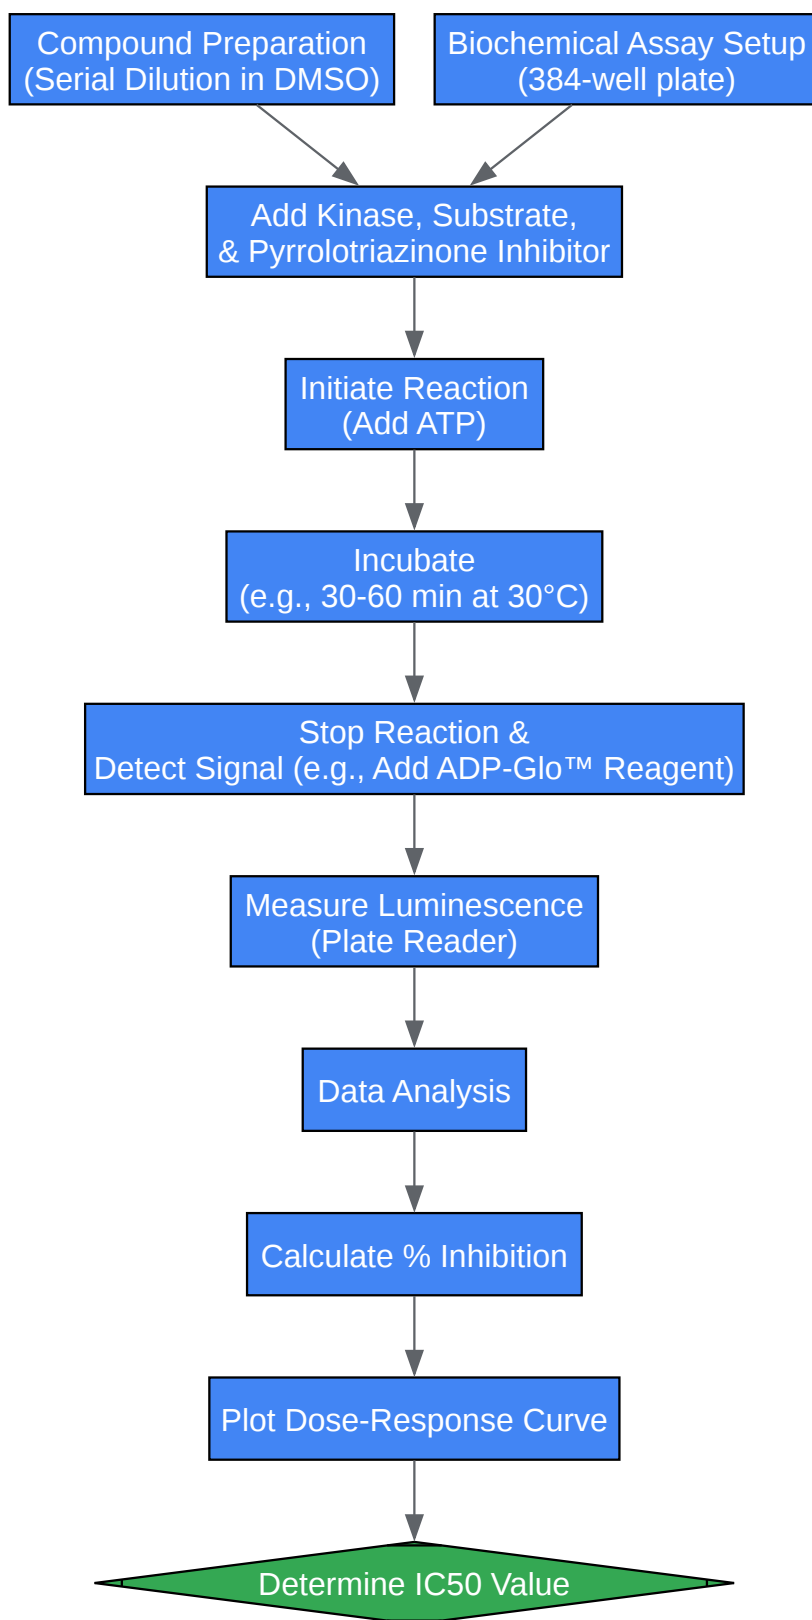 Compound Preparation
(Serial Dilution in DMSO)
Biochemical Assay Setup
(384-well plate)
Add Kinase, Substrate,
& Pyrrolotriazinone Inhibitor
Initiate Reaction
(Add ATP)
Incubate
(e.g., 30-60 min at 30°C)
Stop Reaction &
Detect Signal (e.g., Add ADP-Glo™ Reagent)
Measure Luminescence
(Plate Reader)
Data Analysis
Calculate % Inhibition
Plot Dose-Response Curve
Determine IC50 Value